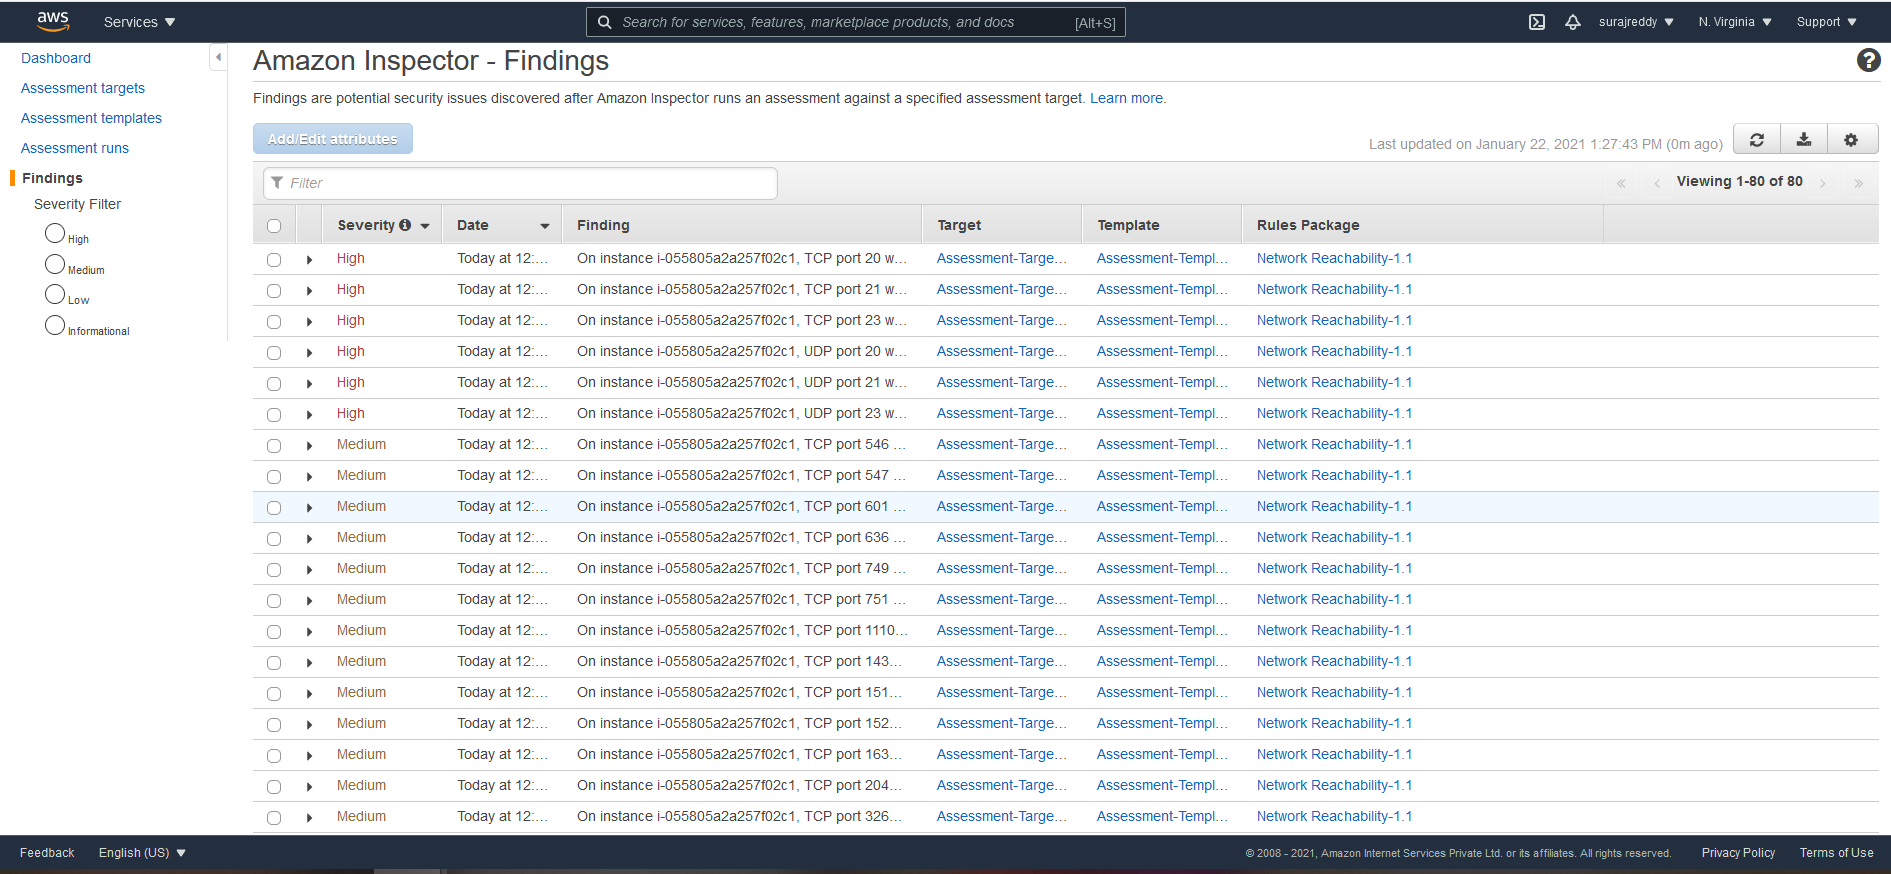 aws Services Search for services, features, marketplace products, and docs [Alt+S] surajreddy N. Virginia Support
Dashboard
Assessment targets
Assessment templates
Assessment runs
Findings
Severity Filter
High
Medium
Low
Informational
Amazon Inspector - Findings
Findings are potential security issues discovered after Amazon Inspector runs an assessment against a specified assessment target. Learn more.
Add/Edit attributes
Last updated on January 22, 2021 1:27:43 PM (0m ago)
Filter
Viewing 1-80 of 80
Severity Date Finding Target Template Rules Package
High Today at 12:... On instance i-055805a2a257f02c1, TCP port 20 w... Assessment-Targe... Assessment-Templ... Network Reachability-1.1
High Today at 12:... On instance i-055805a2a257f02c1, TCP port 21 w... Assessment-Targe... Assessment-Templ... Network Reachability-1.1
High Today at 12:... On instance i-055805a2a257f02c1, TCP port 23 w... Assessment-Targe... Assessment-Templ... Network Reachability-1.1
High Today at 12:... On instance i-055805a2a257f02c1, UDP port 20 w... Assessment-Targe... Assessment-Templ... Network Reachability-1.1
High Today at 12:... On instance i-055805a2a257f02c1, UDP port 21 w... Assessment-Targe... Assessment-Templ... Network Reachability-1.1
High Today at 12:... On instance i-055805a2a257f02c1, UDP port 23 w... Assessment-Targe... Assessment-Templ... Network Reachability-1.1
Medium Today at 12:... On instance i-055805a2a257f02c1, TCP port 546 ... Assessment-Targe... Assessment-Templ... Network Reachability-1.1
Medium Today at 12:... On instance i-055805a2a257f02c1, TCP port 547 ... Assessment-Targe... Assessment-Templ... Network Reachability-1.1
Medium Today at 12:... On instance i-055805a2a257f02c1, TCP port 601 ... Assessment-Targe... Assessment-Templ... Network Reachability-1.1
Medium Today at 12:... On instance i-055805a2a257f02c1, TCP port 636 ... Assessment-Targe... Assessment-Templ... Network Reachability-1.1
Medium Today at 12:... On instance i-055805a2a257f02c1, TCP port 749 ... Assessment-Targe... Assessment-Templ... Network Reachability-1.1
Medium Today at 12:... On instance i-055805a2a257f02c1, TCP port 751 ... Assessment-Targe... Assessment-Templ... Network Reachability-1.1
Medium Today at 12:... On instance i-055805a2a257f02c1, TCP port 1110... Assessment-Targe... Assessment-Templ... Network Reachability-1.1
Medium Today at 12:... On instance i-055805a2a257f02c1, TCP port 143... Assessment-Targe... Assessment-Templ... Network Reachability-1.1
Medium Today at 12:... On instance i-055805a2a257f02c1, TCP port 151... Assessment-Targe... Assessment-Templ... Network Reachability-1.1
Medium Today at 12:... On instance i-055805a2a257f02c1, TCP port 152... Assessment-Targe... Assessment-Templ... Network Reachability-1.1
Medium Today at 12:... On instance i-055805a2a257f02c1, TCP port 163... Assessment-Targe... Assessment-Templ... Network Reachability-1.1
Medium Today at 12:... On instance i-055805a2a257f02c1, TCP port 204... Assessment-Targe... Assessment-Templ... Network Reachability-1.1
Medium Today at 12:... On instance i-055805a2a257f02c1, TCP port 326... Assessment-Targe... Assessment-Templ... Network Reachability-1.1
Feedback English (US) © 2008 - 2021, Amazon Internet Services Private Ltd. or its affiliates. All rights reserved. Privacy Policy Terms of Use